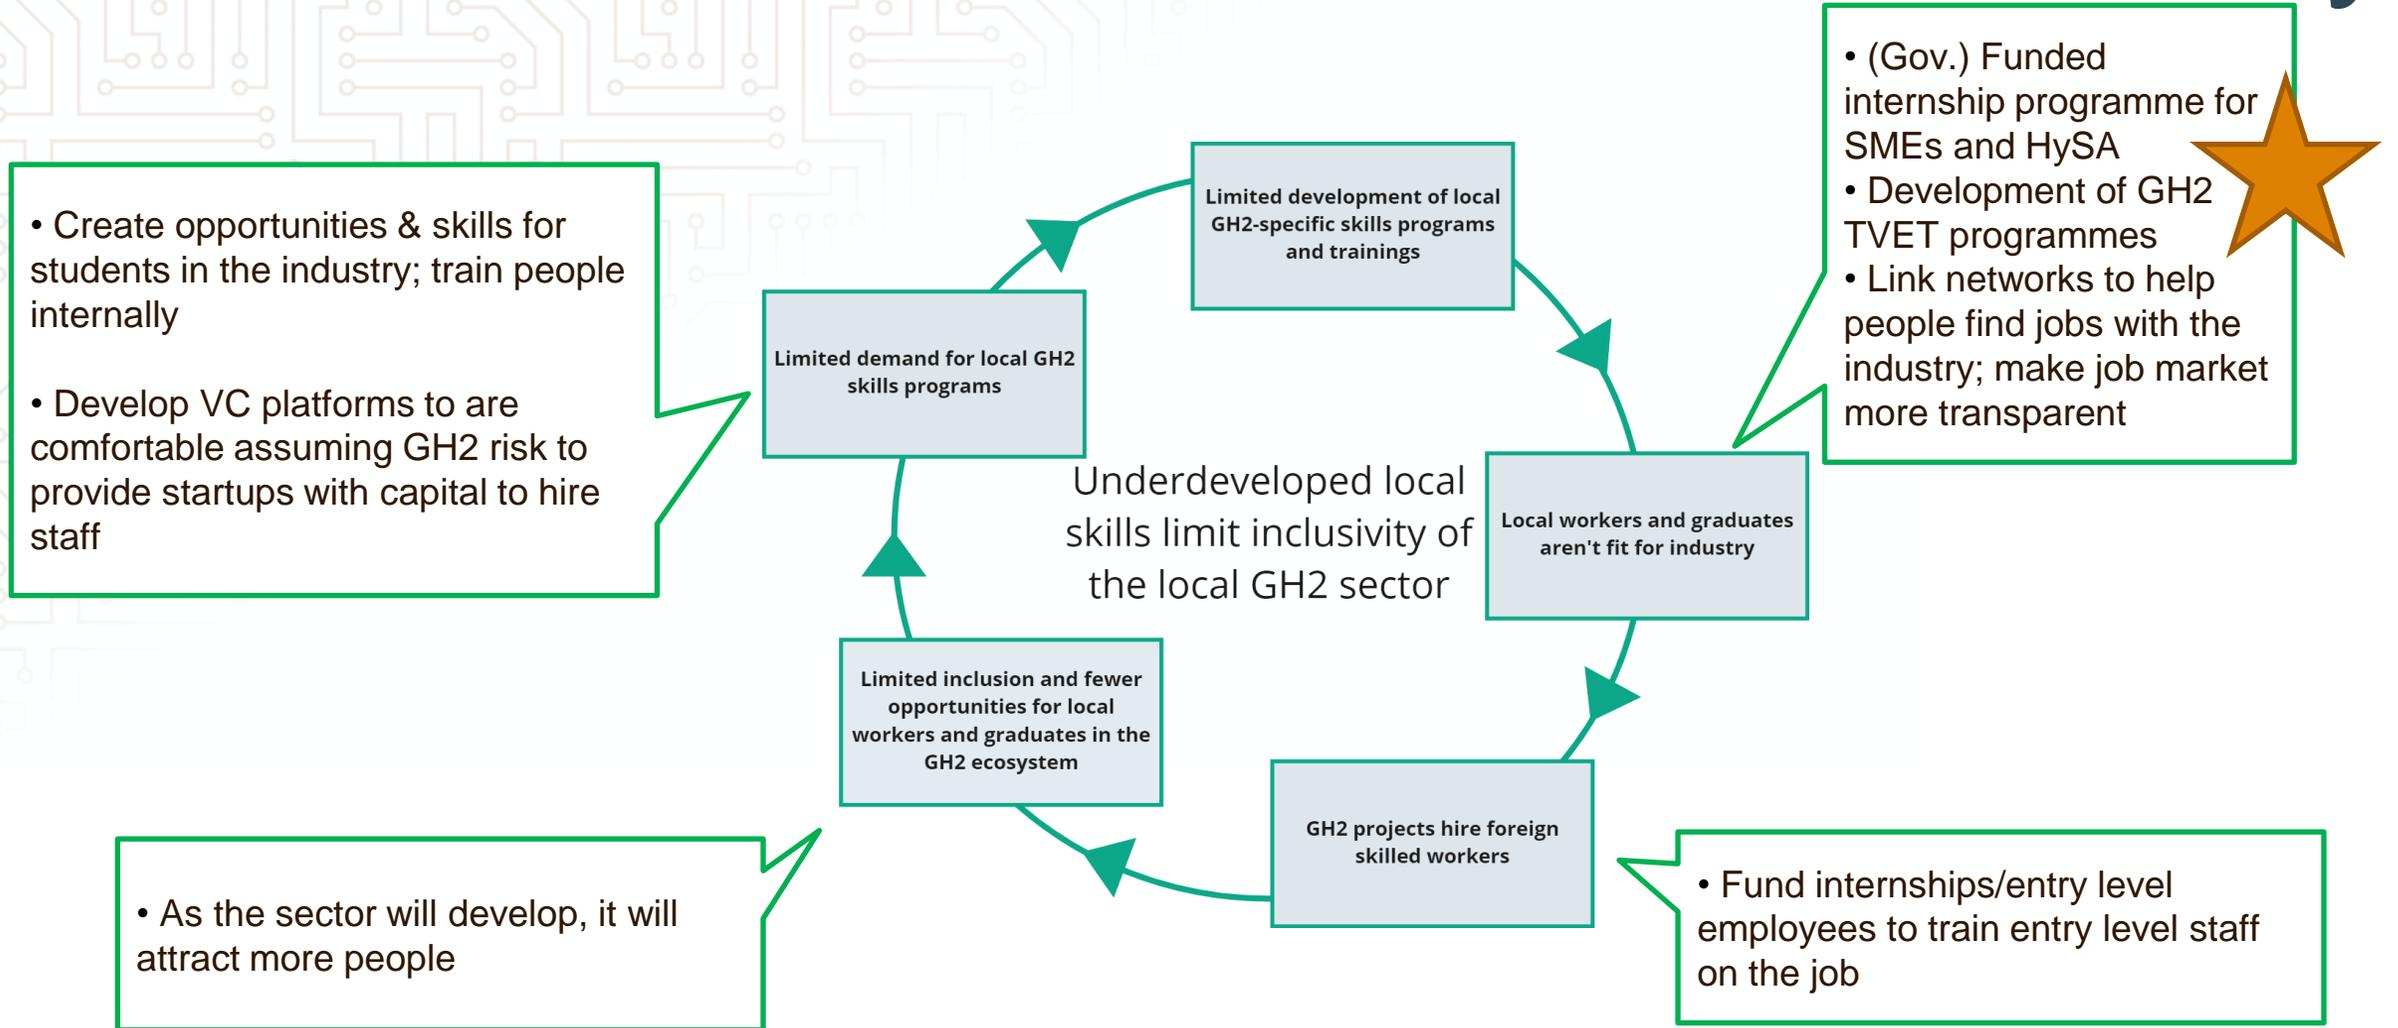 • (Gov.) Funded
internship programme for
SMEs and HySA
• Development of GH2
TVET programmes
• Link networks to help
people find jobs with the
industry; make job market
more transparent
• Create opportunities & skills for
students in the industry; train people
internally
• Develop VC platforms to are
comfortable assuming GH2 risk to
provide startups with capital to hire
staff
Limited development of local
GH2-specific skills programs
and trainings
Limited demand for local GH2
skills programs
Underdeveloped local
skills limit inclusivity of
the local GH2 sector
Local workers and graduates
aren't fit for industry
Limited inclusion and fewer
opportunities for local
workers and graduates in the
GH2 ecosystem
GH2 projects hire foreign
skilled workers
• As the sector will develop, it will
attract more people
• Fund internships/entry level
employees to train entry level staff
on the job